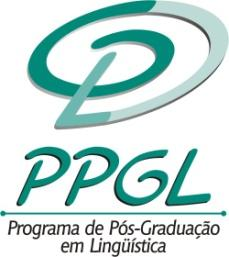 PPGL
Programa de Pós-Graduação
em Lingüística